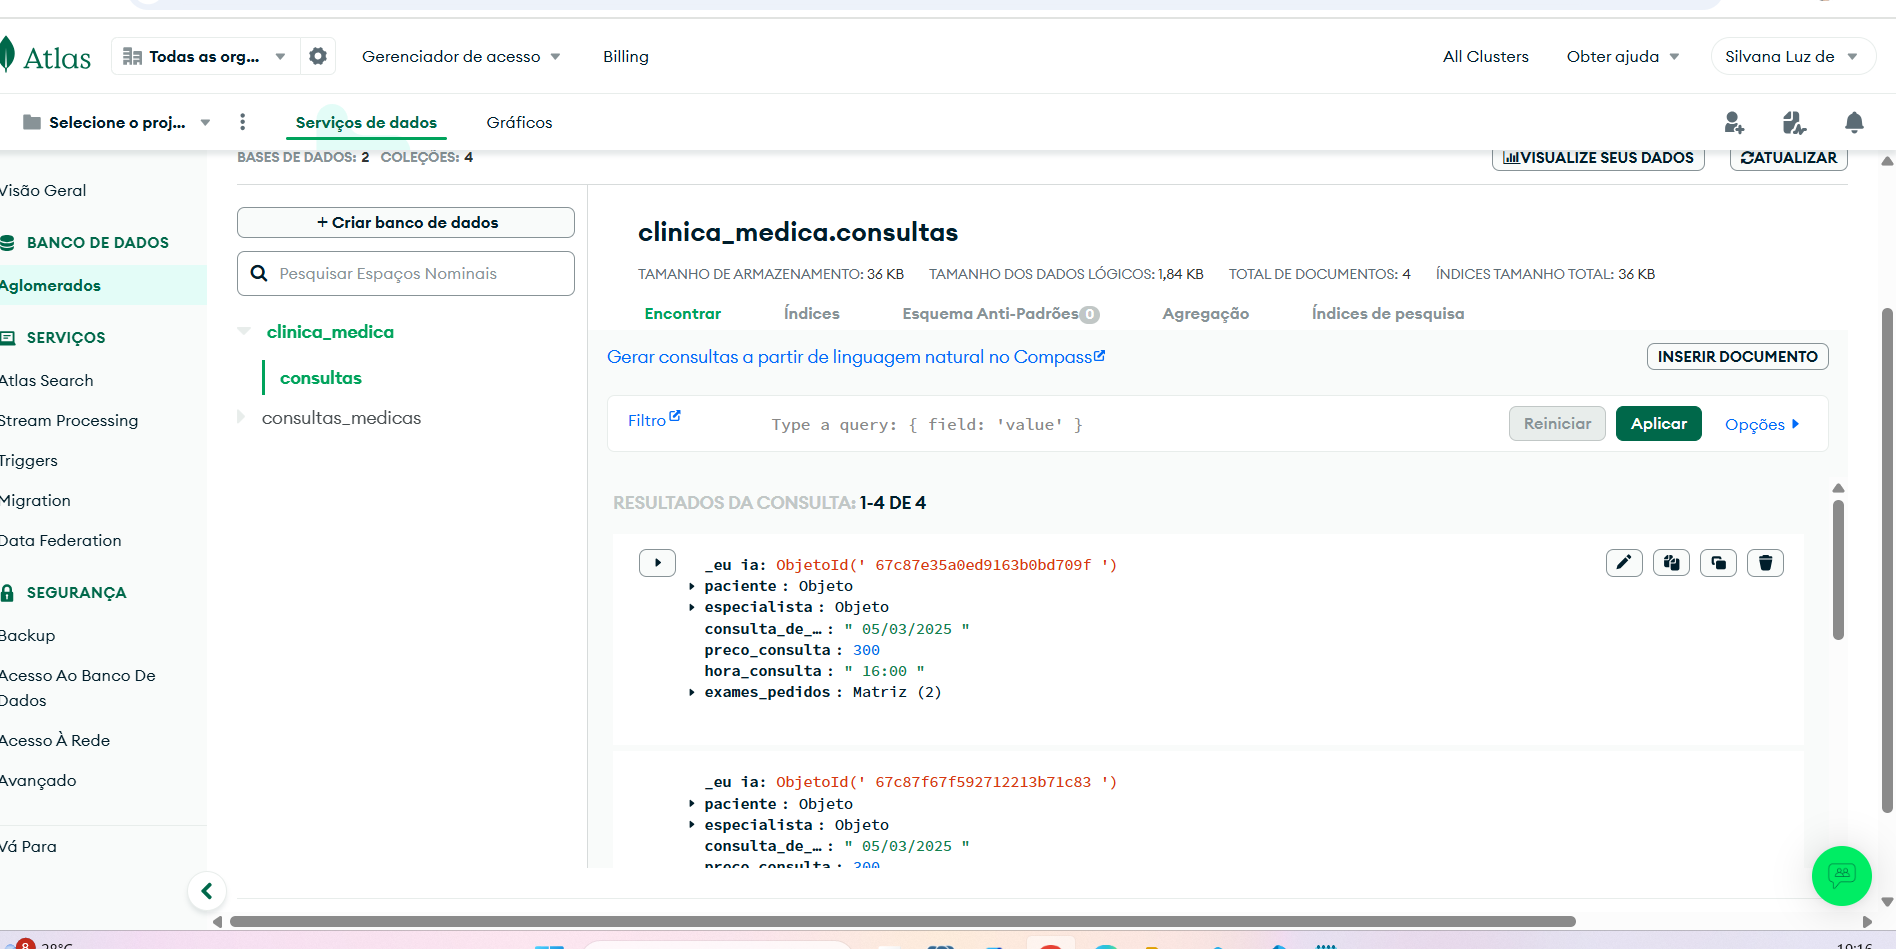 Atlas
Todas as org...
Gerenciador de acesso
Billing
All Clusters
Obter ajuda
Silvana Luz de
Selecione o proj...
Serviços de dados
Gráficos
BASES DE DADOS: 2 COLEÇÕES: 4
VISUALIZE SEUS DADOS
ATUALIZAR
Visão Geral
BANCO DE DADOS
Aglomerados
SERVIÇOS
Atlas Search
Stream Processing
Triggers
Migration
Data Federation
SEGURANÇA
Backup
Acesso Ao Banco De
Dados
Acesso À Rede
Avançado
Vá Para
+ Criar banco de dados
Pesquisar Espaços Nominais
clinica_medica
consultas
consultas_medicas
clinica_medica.consultas
TAMANHO DE ARMAZENAMENTO: 36 KB TAMANHO DOS DADOS LÓGICOS: 1,84 KB TOTAL DE DOCUMENTOS: 4 ÍNDICES TAMANHO TOTAL: 36 KB
Encontrar
Índices
Esquema Anti-Padrões 0
Agregação
Índices de pesquisa
Gerar consultas a partir de linguagem natural no Compass
INSERIR DOCUMENTO
Filtro
Type a query: { field: 'value' }
Reiniciar
Aplicar
Opções
RESULTADOS DA CONSULTA: 1-4 DE 4
_eu ia: ObjetoId(' 67c87e35a0ed9163b0bd709f ')
paciente : Objeto
especialista : Objeto
consulta_de_… : " 05/03/2025 "
preco_consulta : 300
hora_consulta : " 16:00 "
exames_pedidos : Matriz (2)
_eu ia: ObjetoId(' 67c87f67f592712213b71c83 ')
paciente : Objeto
especialista : Objeto
consulta_de_… : " 05/03/2025 "
preco_consulta : 300
8
28°C
19:16